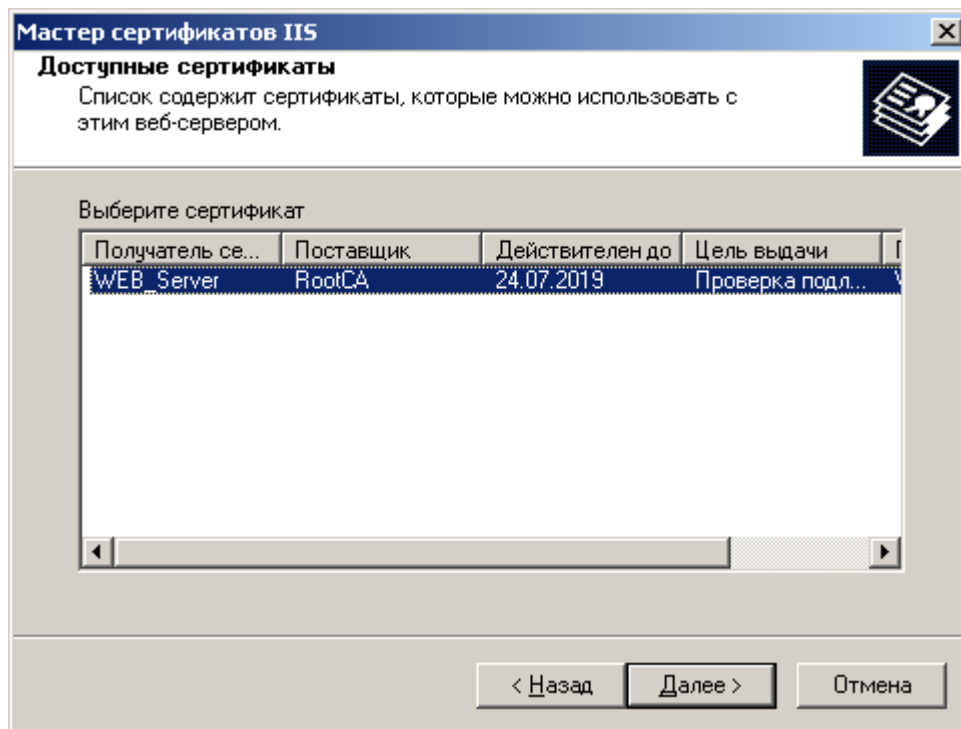 Мастер сертификатов IIS
Доступные сертификаты
Список содержит сертификаты, которые можно использовать с
этим веб-сервером.
Выберите сертификат
Получатель се... Поставщик Действителен до Цель выдачи
WEB_Server RootCA 24.07.2019 Проверка подл...
< Назад Далее > Отмена